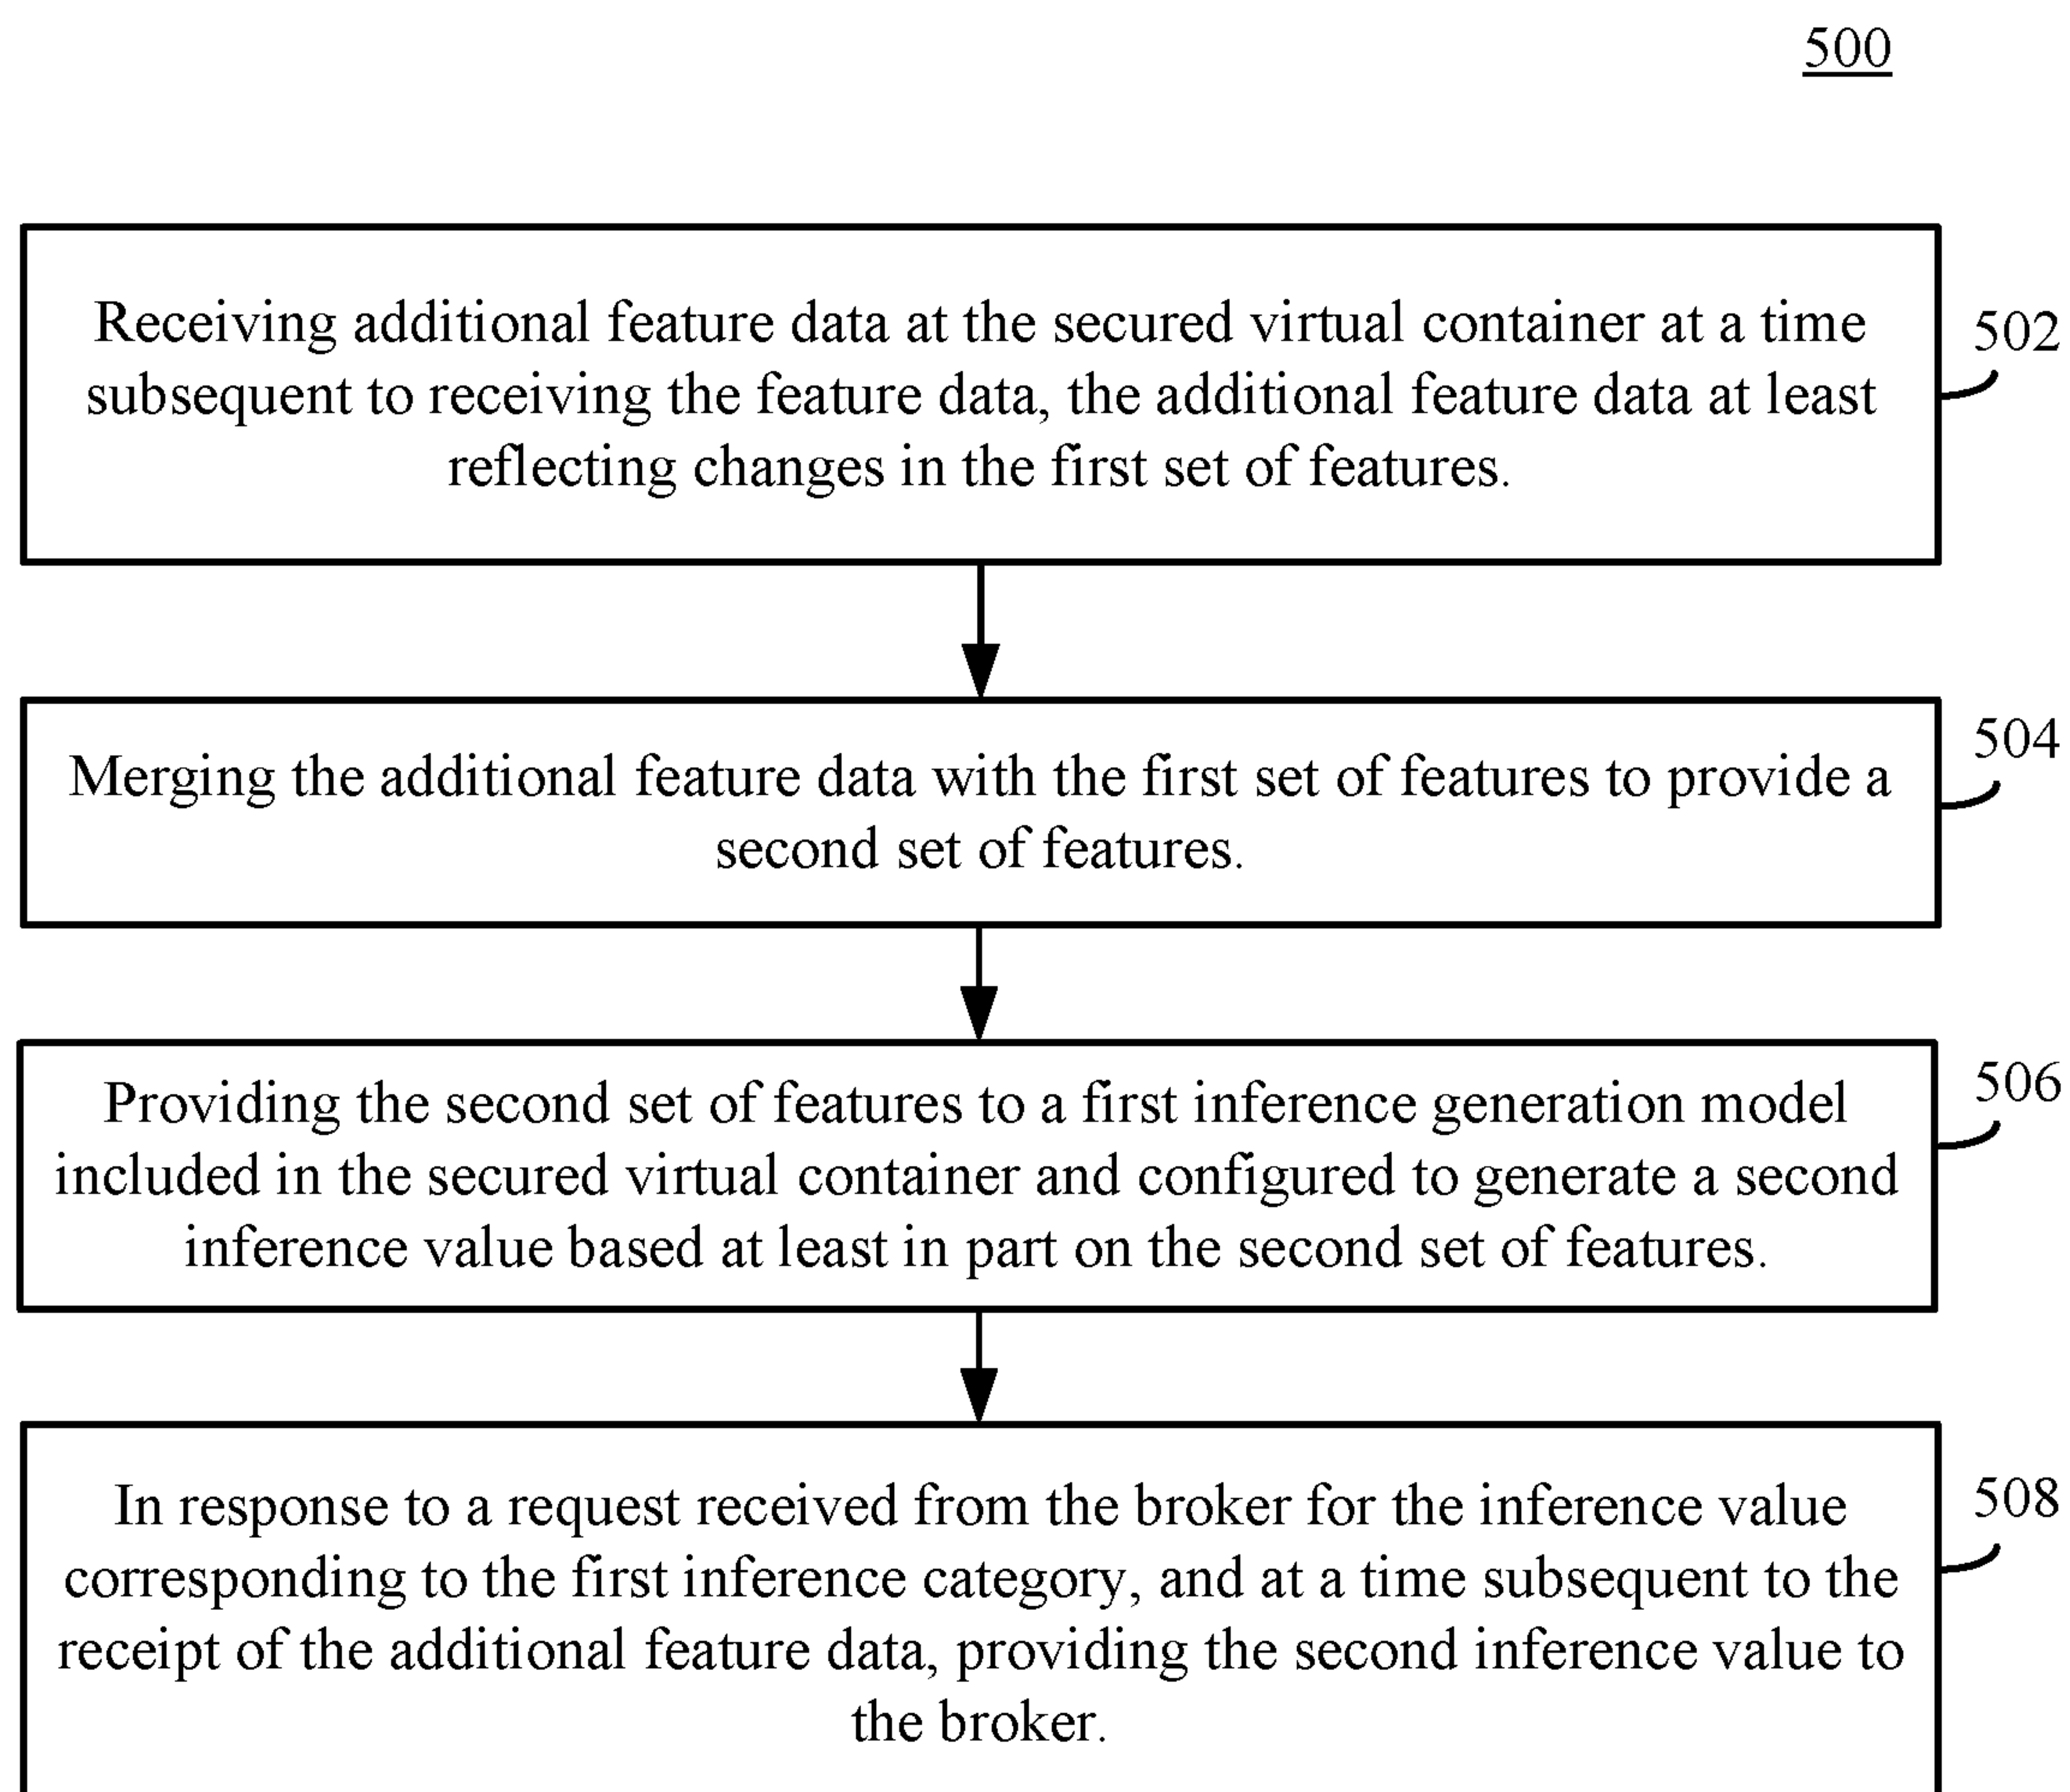 500
Receiving additional feature data at the secured virtual container at a time
subsequent to receiving the feature data, the additional feature data at least
reflecting changes in the first set of features.
502
Merging the additional feature data with the first set of features to provide a
second set of features.
504
Providing the second set of features to a first inference generation model
included in the secured virtual container and configured to generate a second
inference value based at least in part on the second set of features.
506
In response to a request received from the broker for the inference value
corresponding to the first inference category, and at a time subsequent to the
receipt of the additional feature data, providing the second inference value to
the broker.
508